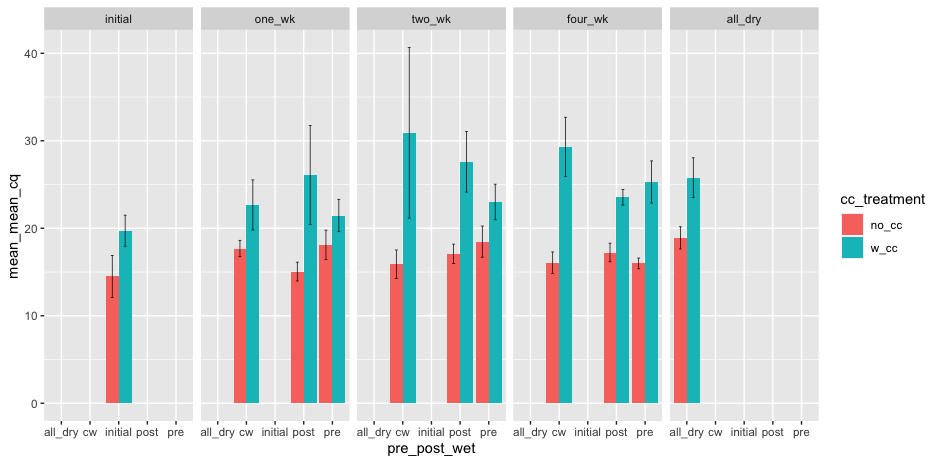 initial one_wk two_wk four_wk all_dry
40
30
20
10
0
mean_mean_cq
all_dry cw initial post pre all_dry cw initial post pre all_dry cw initial post pre all_dry cw initial post pre all_dry cw initial post pre
pre_post_wet
cc_treatment
no_cc
w_cc